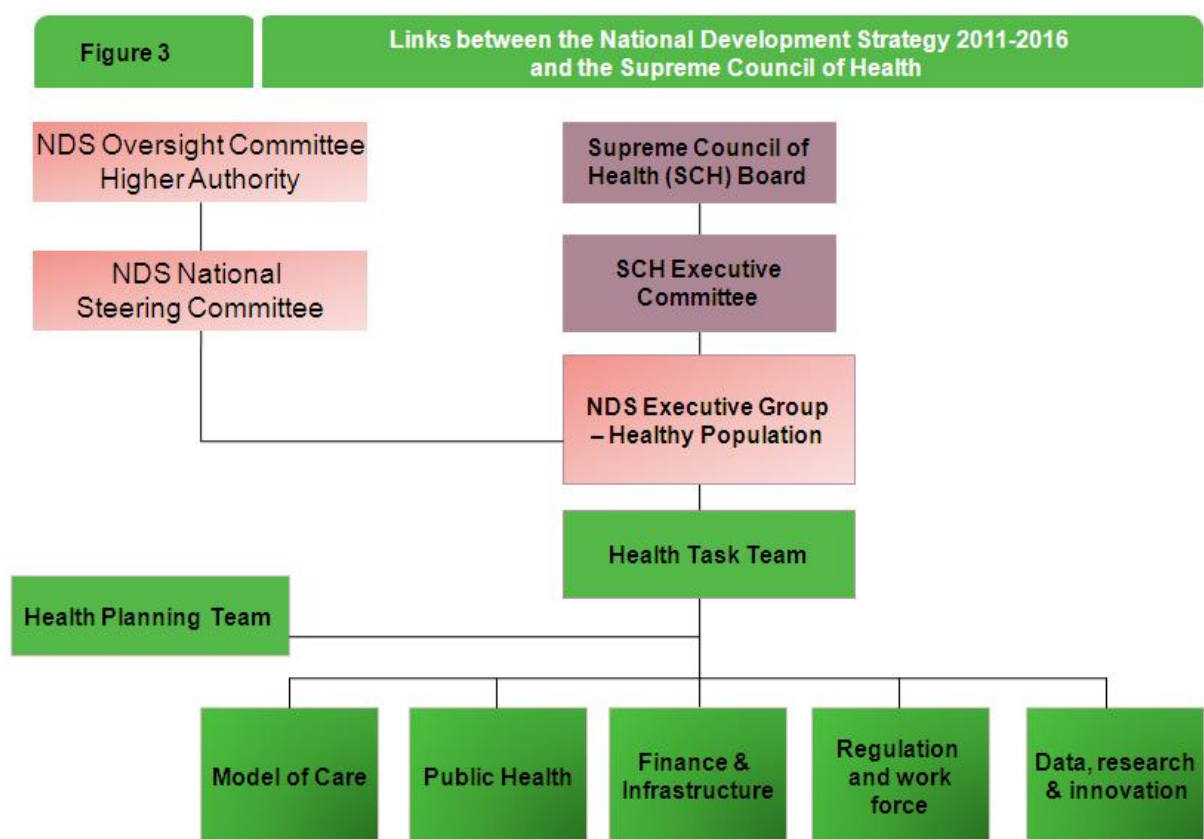 Figure 3
Links between the National Development Strategy 2011-2016
and the Supreme Council of Health
NDS Oversight Committee
Higher Authority
Supreme Council of
Health (SCH) Board
NDS National
Steering Committee
SCH Executive
Committee
NDS Executive Group
– Healthy Population
Health Task Team
Health Planning Team
Model of Care
Public Health
Finance &
Infrastructure
Regulation
and work
force
Data, research
& innovation